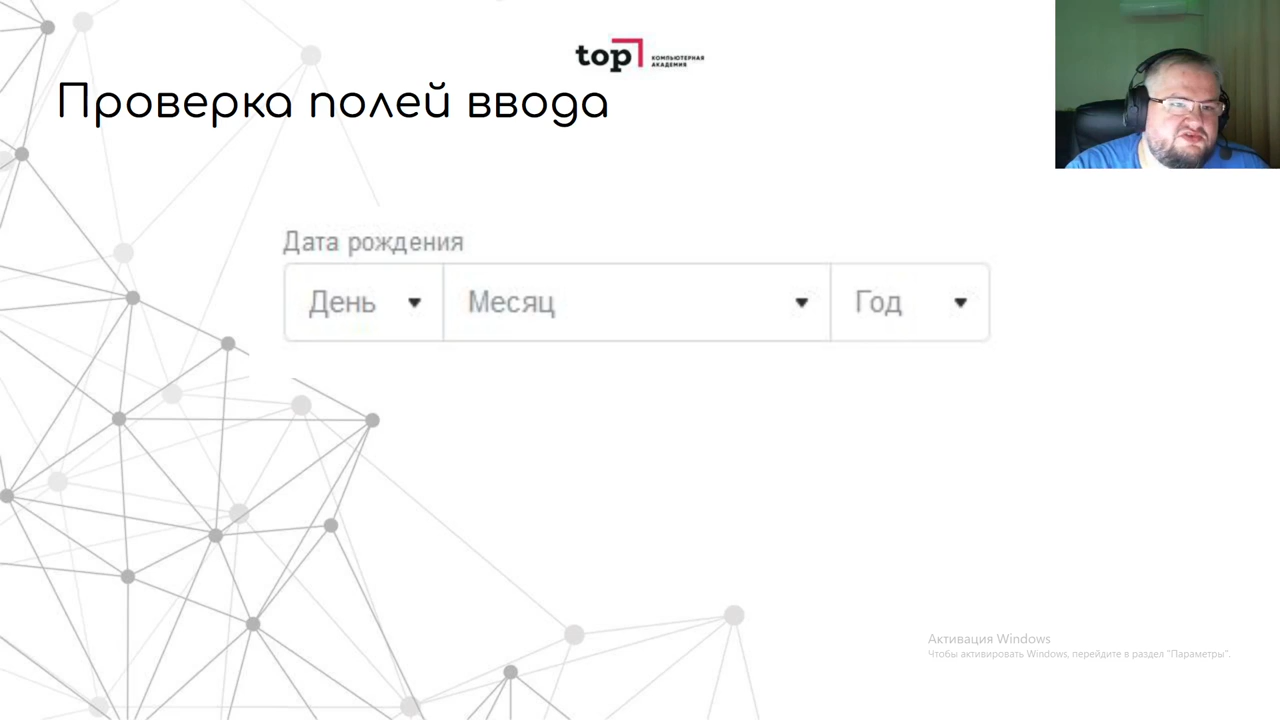 top КОМПЬЮТЕРНАЯ
АКАДЕМИЯ
Проверка полей ввода
Дата рождения
День Месяц Год
Активация Windows
Чтобы активировать Windows, перейдите в раздел "Параметры".